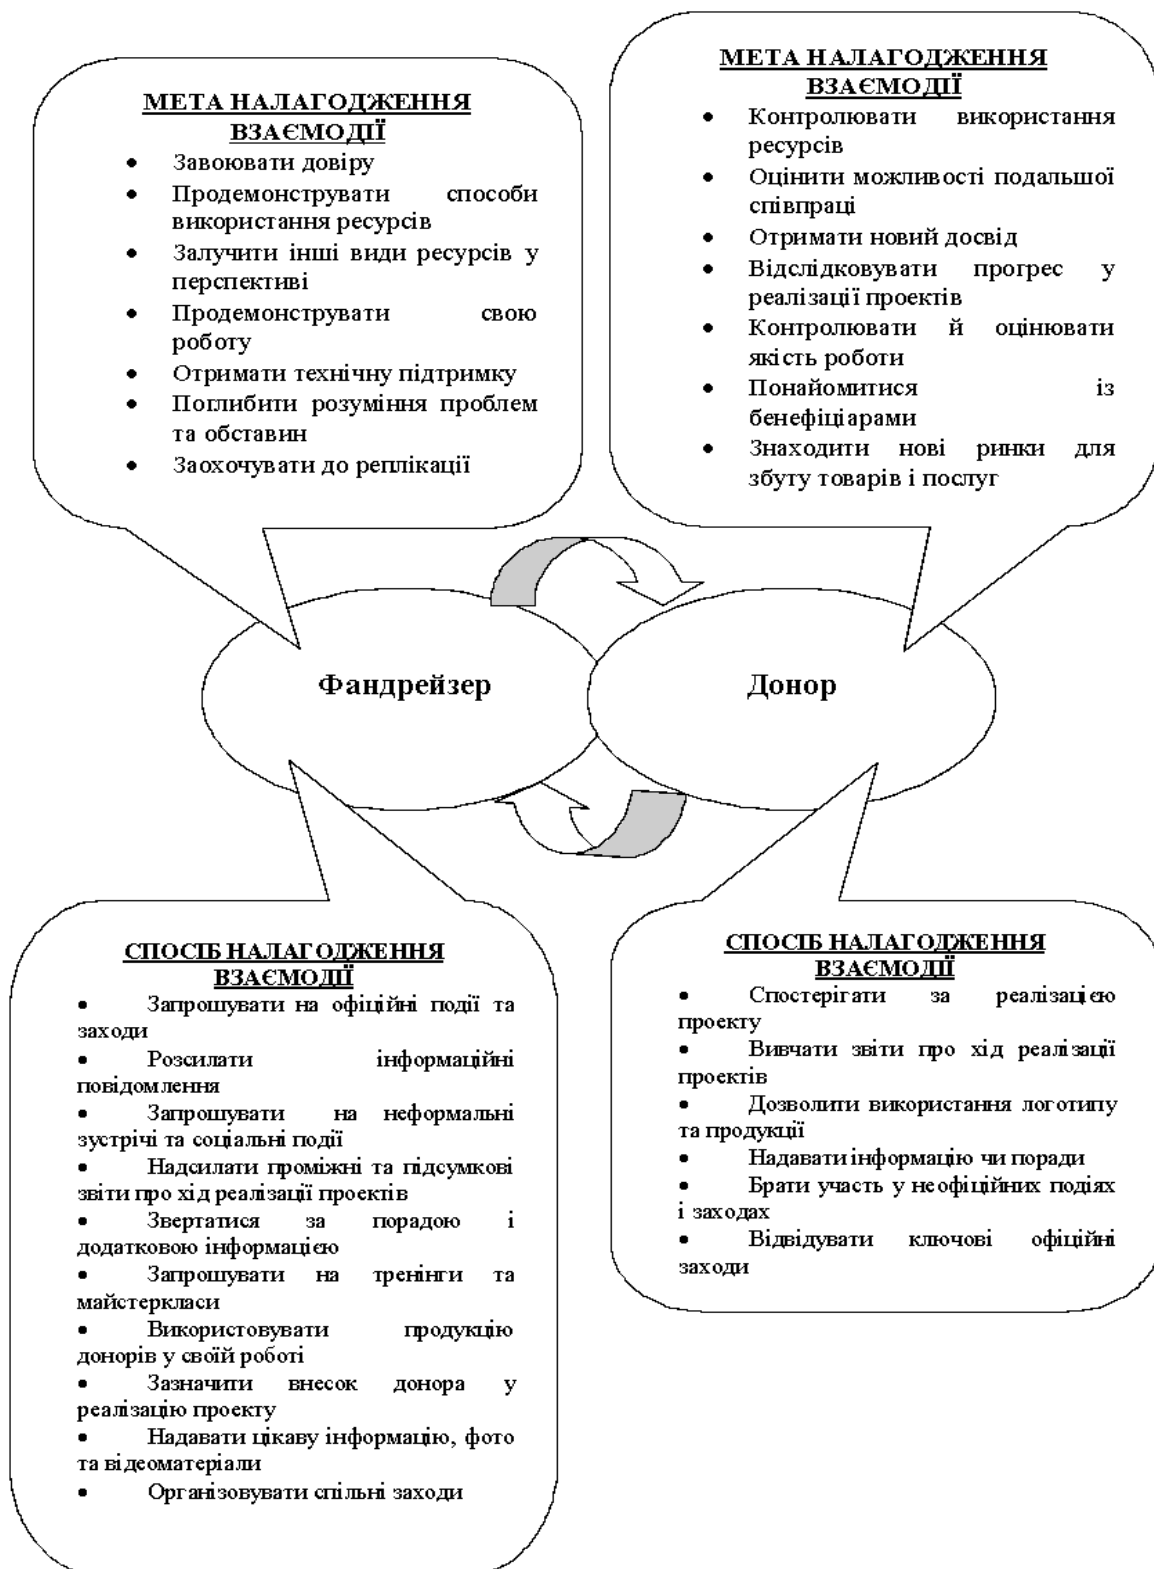 МЕТА НАЛАГОДЖЕННЯ
ВЗАЄМОДІЇ
• Завоювати довіру
• Продемонструвати способи
використання ресурсів
• Залучити інші види ресурсів у
перспективі
• Продемонструвати свою
роботу
• Отримати технічну підтримку
• Поглибити розуміння проблем
та обставин
• Заохочувати до реплікації
МЕТА НАЛАГОДЖЕННЯ
ВЗАЄМОДІЇ
• Контролювати використання
ресурсів
• Оцінити можливості подальшої
співпраці
• Отримати новий досвід
• Відслідковувати прогрес у
реалізації проектів
• Контролювати й оцінювати
якість роботи
• Понайомитися із
бенефіціарами
• Знаходити нові ринки для
збуту товарів і послуг
Фандрейзер
Донор
СПОСІБ НАЛАГОДЖЕННЯ
ВЗАЄМОДІЇ
• Запрошувати на офіційні події та
заходи
• Розсилати інформаційні
повідомлення
• Запрошувати на неформальні
зустрічі та соціальні події
• Надсилати проміжні та підсумкові
звіти про хід реалізації проектів
• Звертатися за порадою і
додатковою інформацією
• Запрошувати на тренінги та
майстеркласи
• Використовувати продукцію
донорів у своїй роботі
• Зазначити внесок донора у
реалізацію проекту
• Надавати цікаву інформацію, фото
та відеоматеріали
• Організовувати спільні заходи
СПОСІБ НАЛАГОДЖЕННЯ
ВЗАЄМОДІЇ
• Спостерігати за реалізацією
проекту
• Вивчати звіти про хід реалізації
проектів
• Дозволити використання логотипу
та продукції
• Надавати інформацію чи поради
• Брати участь у неофіційних подіях
і заходах
• Відвідувати ключові офіційні
заходи